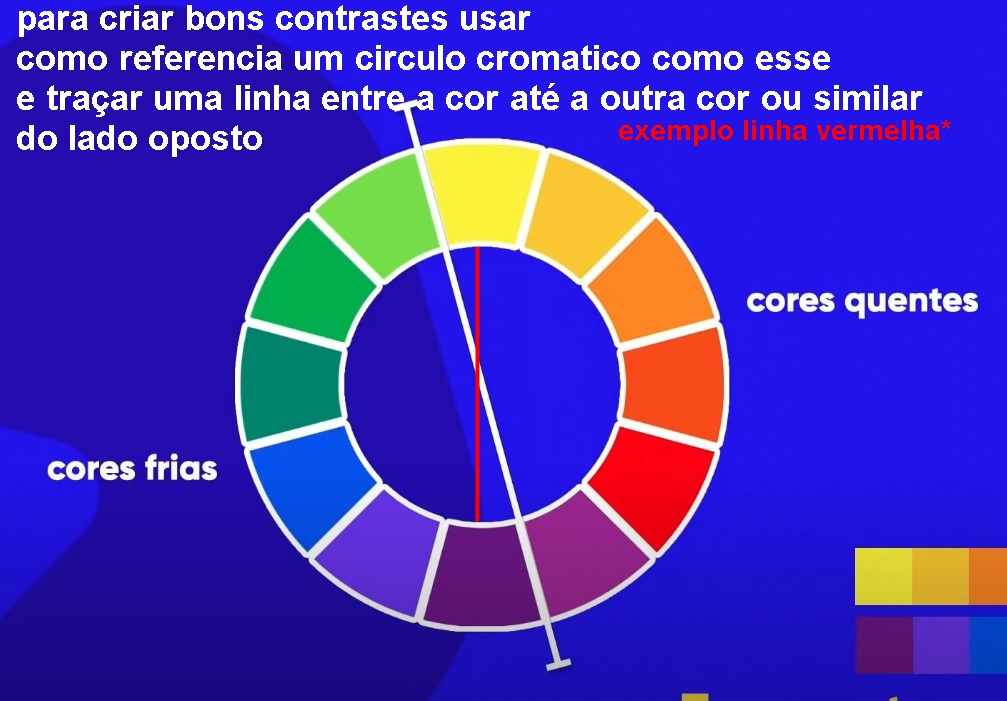 para criar bons contrastes usar
como referencia um circulo cromatico como esse
e traçar uma linha entre a cor até a outra cor ou similar
do lado oposto
exemplo linha vermelha*
cores quentes
cores frias